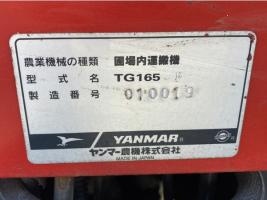 農業機械の種類 圃場内運搬機
型式名 TG165
製造番号 010019
YANMAR
ヤンマー農機株式会社
MADE IN JAPAN